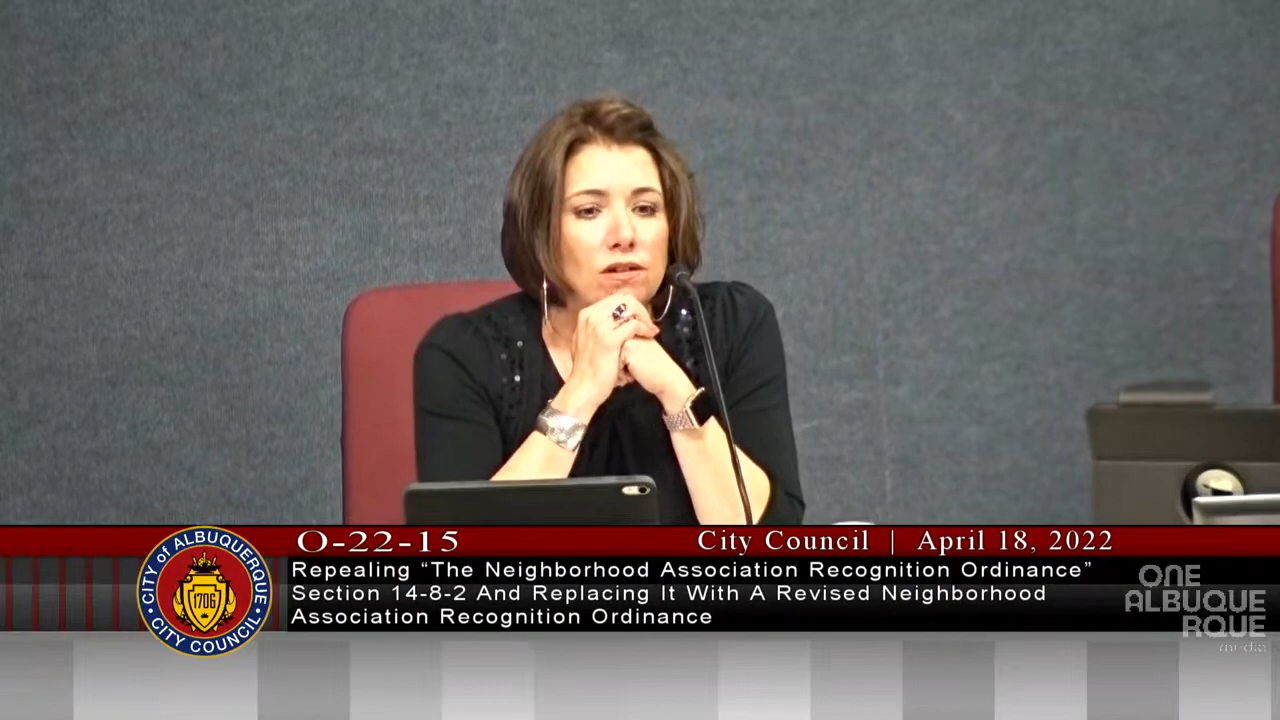 O-22-15
City Council | April 18, 2022
CITY of ALBUQUERQUE
CITY COUNCIL
1706
Repealing “The Neighborhood Association Recognition Ordinance”
Section 14-8-2 And Replacing It With A Revised Neighborhood
Association Recognition Ordinance
ONE
ALBUQUE
RQUE
media